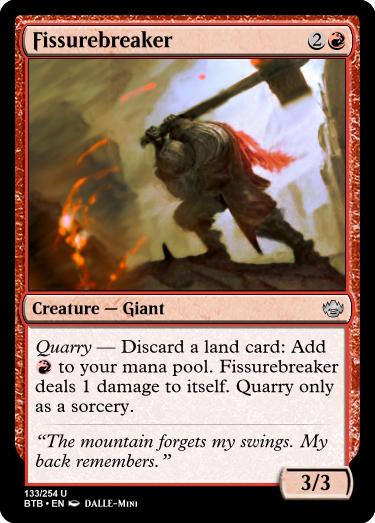 Fissurebreaker 2
Creature — Giant
Quarry — Discard a land card: Add
to your mana pool. Fissurebreaker
deals 1 damage to itself. Quarry only
as a sorcery.
“The mountain forgets my swings. My
back remembers.”
3/3
133/254 U
BTB • EN DALLE-Mini